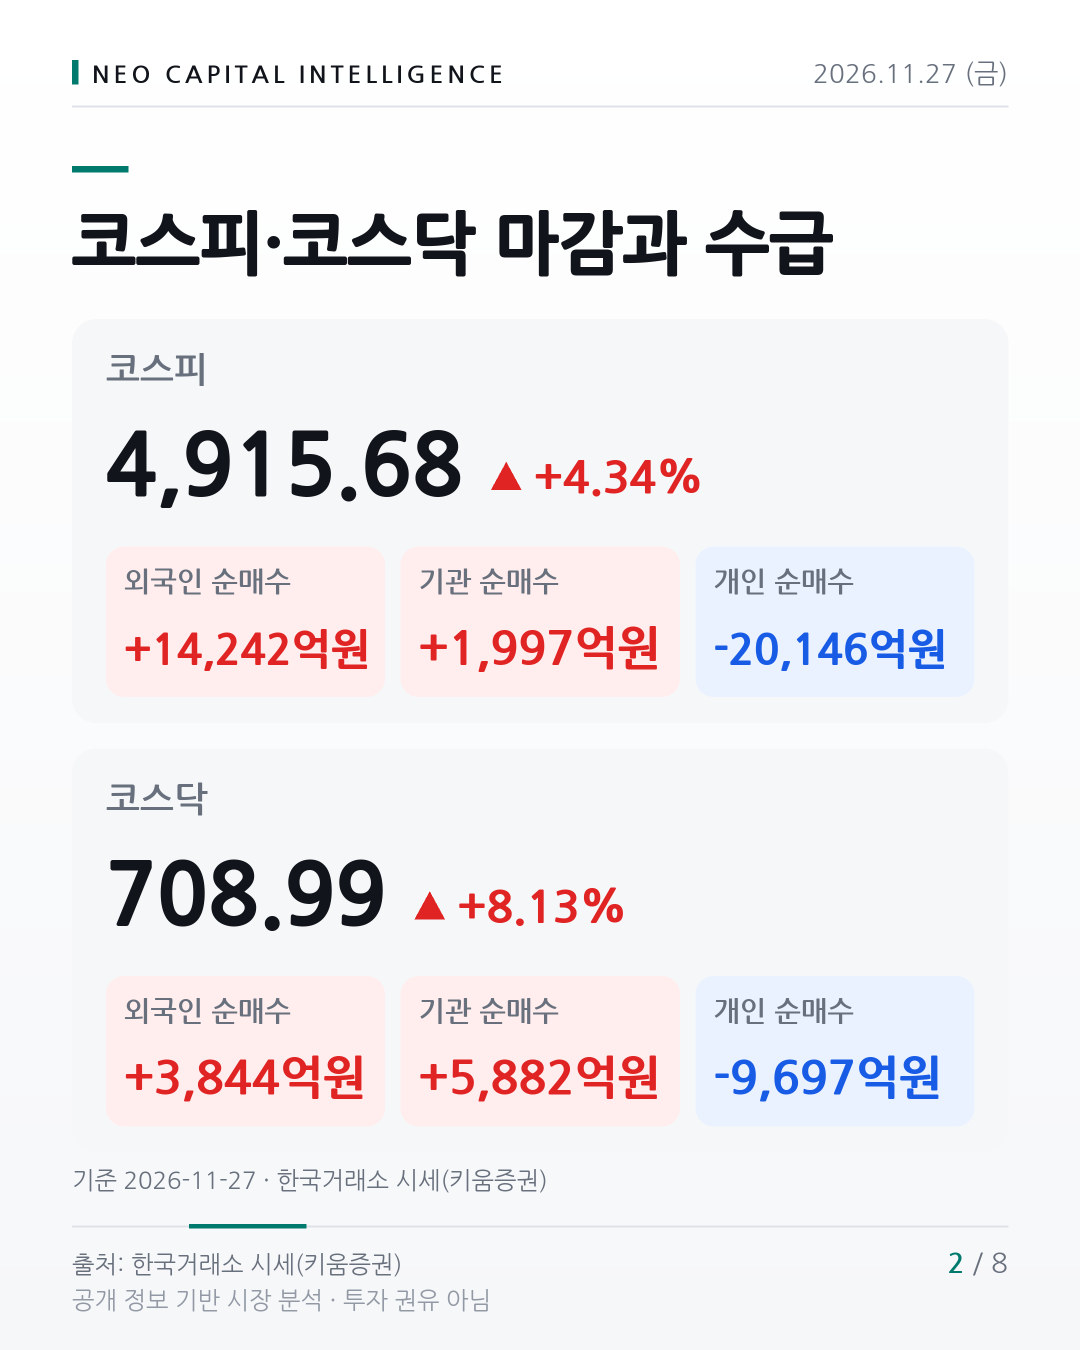 NEO CAPITAL INTELLIGENCE
2026.11.27 (금)
코스피·코스닥 마감과 수급
코스피
4,915.68 ▲ +4.34%
외국인 순매수 기관 순매수 개인 순매수
+14,242억원 +1,997억원 -20,146억원
코스닥
708.99 ▲ +8.13%
외국인 순매수 기관 순매수 개인 순매수
+3,844억원 +5,882억원 -9,697억원
기준 2026-11-27 · 한국거래소 시세(키움증권)
출처: 한국거래소 시세(키움증권)
2 / 8
공개 정보 기반 시장 분석 · 투자 권유 아님